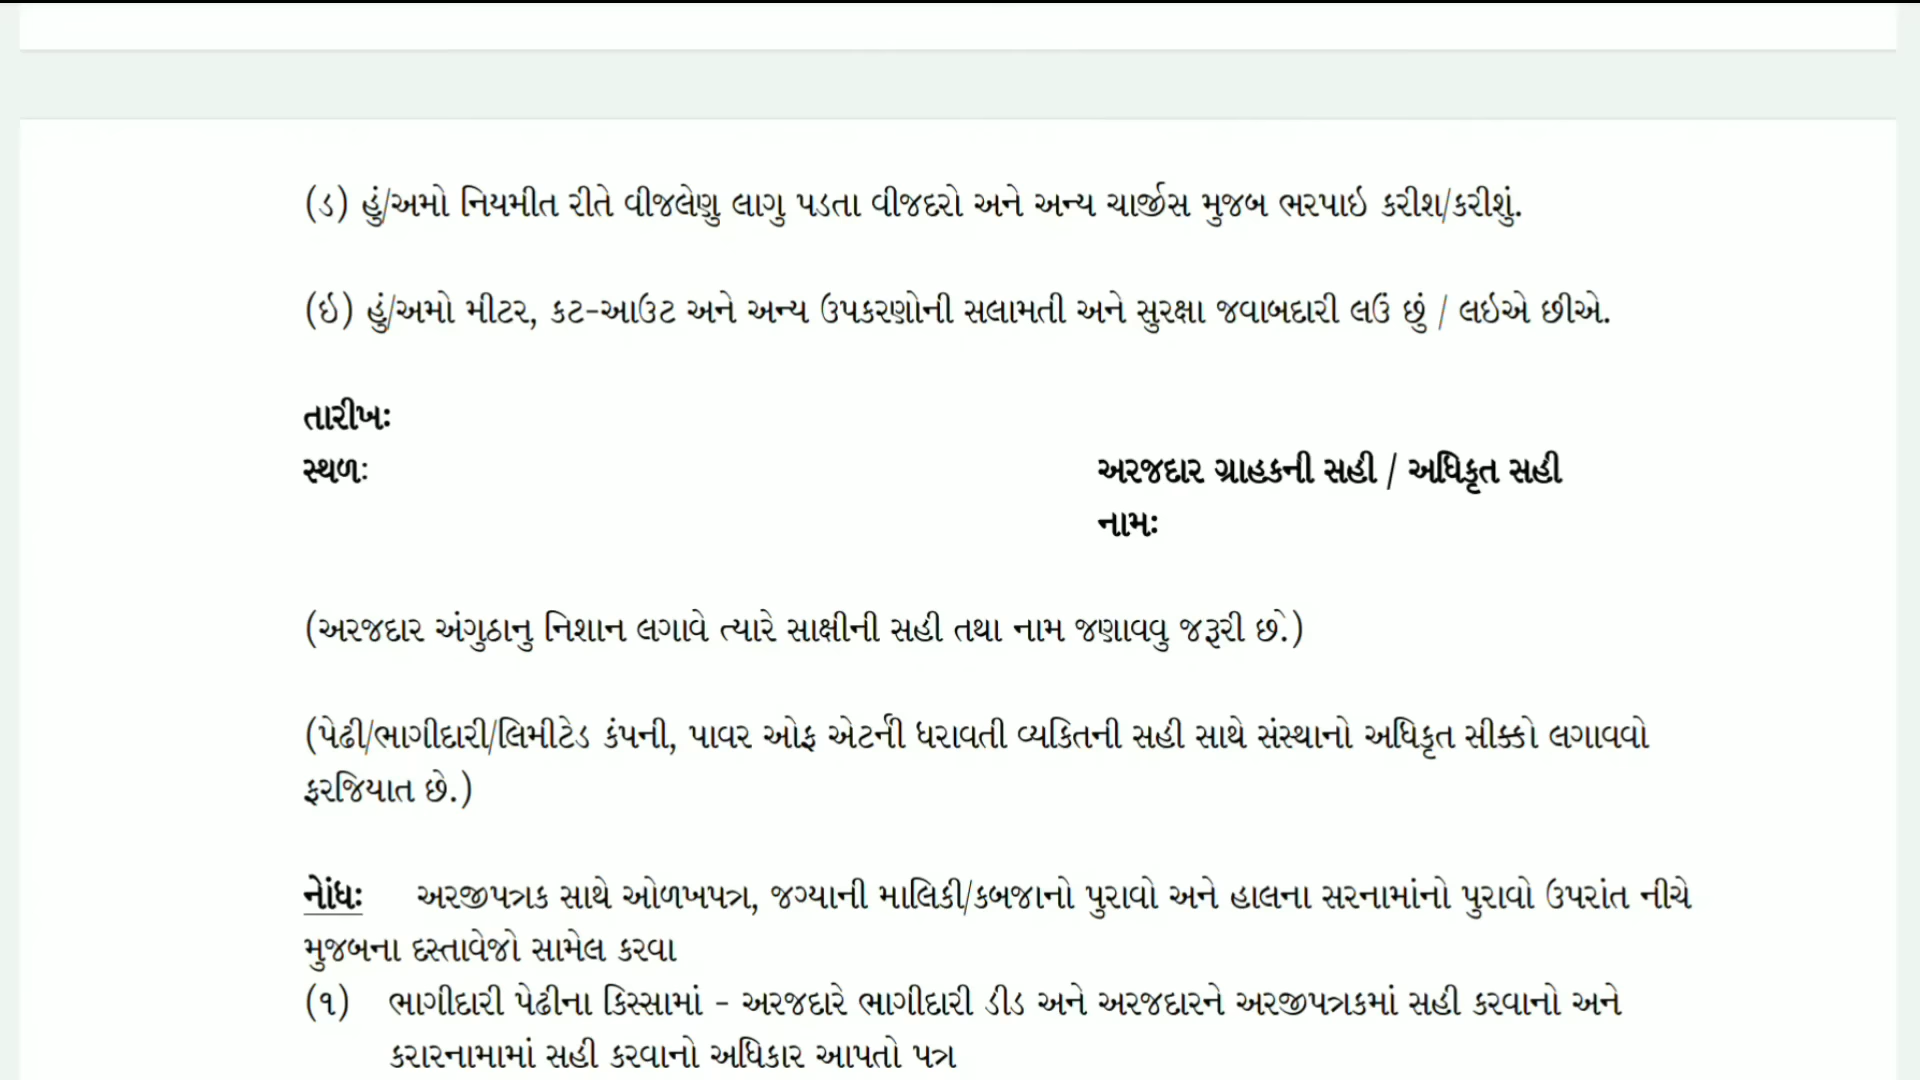 (ડ) હું/અમો નિયમીત રીતે વીજલેણુ લાગુ પડતા વીજદરો અને અન્ય ચાર્જીસ મુજબ ભરપાઇ કરીશ/કરીશું.
(ઇ) હું/અમો મીટર, કટ-આઉટ અને અન્ય ઉપકરણોની સલામતી અને સુરક્ષા જવાબદારી લઉં છું / લઇએ છીએ.
તારીખઃ
સ્થળઃ
અરજદાર ગ્રાહકની સહી / અધિકૃત સહી
નામઃ
(અરજદાર અંગુઠાનુ નિશાન લગાવે ત્યારે સાક્ષીની સહી તથા નામ જણાવવુ જરૂરી છે.)
(પેઢી/ભાગીદારી/લિમીટેડ કંપની, પાવર ઓફ એટર્ની ધરાવતી વ્યકિતની સહી સાથે સંસ્થાનો અધિકૃત સીક્કો લગાવવો
ફરજિયાત છે.)
નોંધઃ અરજીપત્રક સાથે ઓળખપત્ર, જગ્યાની માલિકી/કબજાનો પુરાવો અને હાલના સરનામાંનો પુરાવો ઉપરાંત નીચે
મુજબના દસ્તાવેજો સામેલ કરવા
(૧) ભાગીદારી પેઢીના કિસ્સામાં - અરજદારે ભાગીદારી ડીડ અને અરજદારને અરજીપત્રકમાં સહી કરવાનો અને
કરારનામામાં સહી કરવાનો અધિકાર આપતો પત્ર